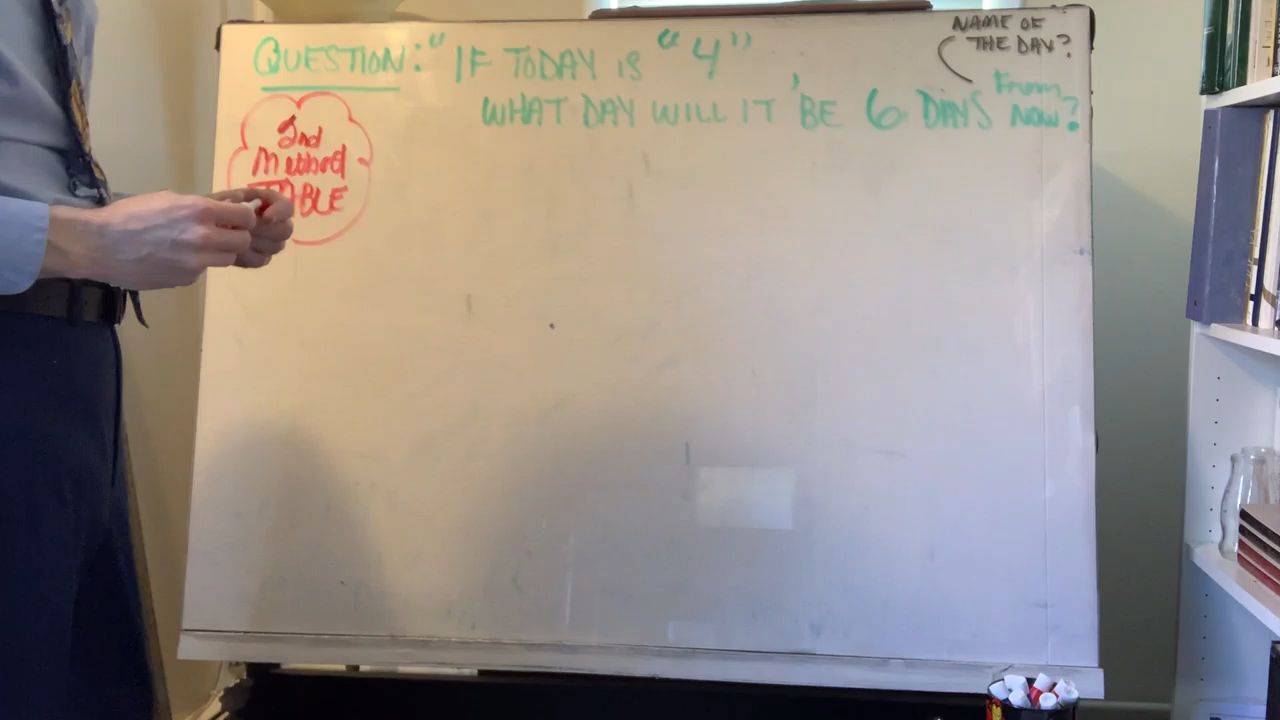 QUESTION: "IF TODAY IS "4"
NAME OF
THE DAY?
WHAT DAY WILL IT BE 6 DAYS From
NOW?
2nd
Method
TABLE